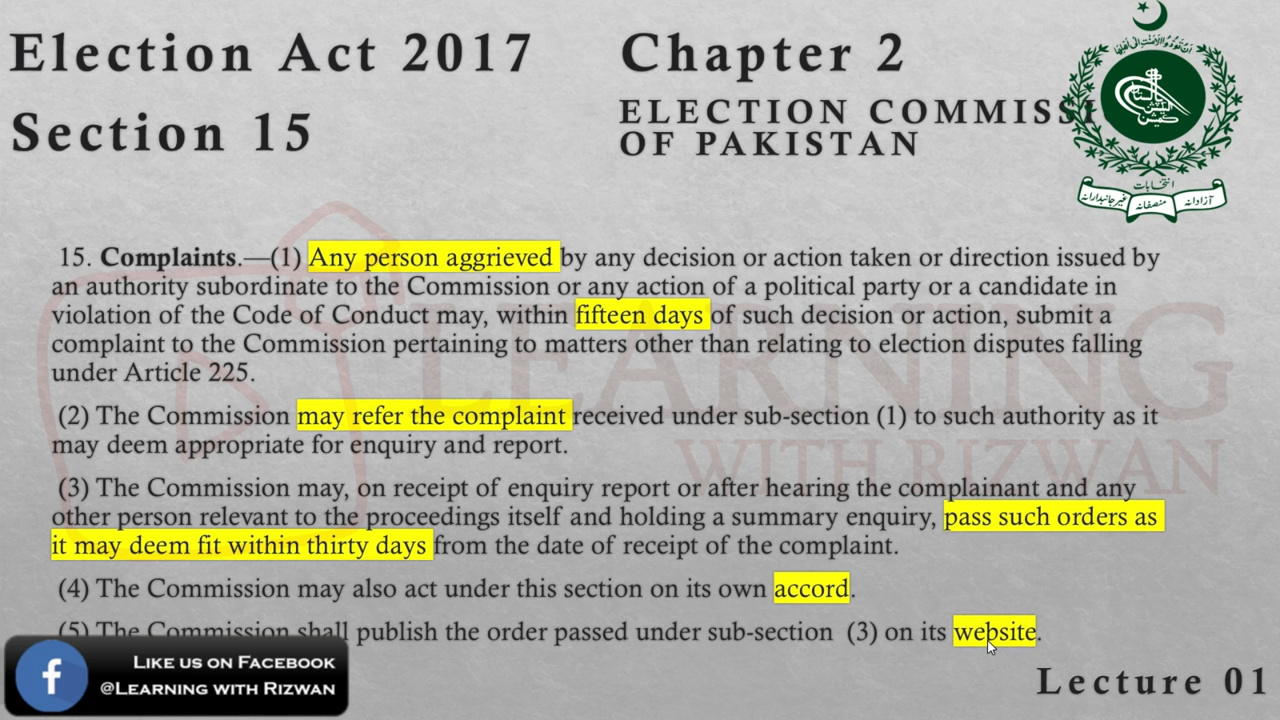 Election Act 2017
Section 15
Chapter 2
ELECTION COMMISSI
OF PAKISTAN
انتخابات
آزادانہ منصفانہ غیرجانبدارانہ
15. Complaints.—(1) Any person aggrieved by any decision or action taken or direction issued by
an authority subordinate to the Commission or any action of a political party or a candidate in
violation of the Code of Conduct may, within fifteen days of such decision or action, submit a
complaint to the Commission pertaining to matters other than relating to election disputes falling
under Article 225.
(2) The Commission may refer the complaint received under sub-section (1) to such authority as it
may deem appropriate for enquiry and report.
(3) The Commission may, on receipt of enquiry report or after hearing the complainant and any
other person relevant to the proceedings itself and holding a summary enquiry, pass such orders as
it may deem fit within thirty days from the date of receipt of the complaint.
(4) The Commission may also act under this section on its own accord.
(5) The Commission shall publish the order passed under sub-section (3) on its website.
LEARNING
WITH RIZWAN
f
LIKE US ON FACEBOOK
@LEARNING WITH RIZWAN
Lecture 01